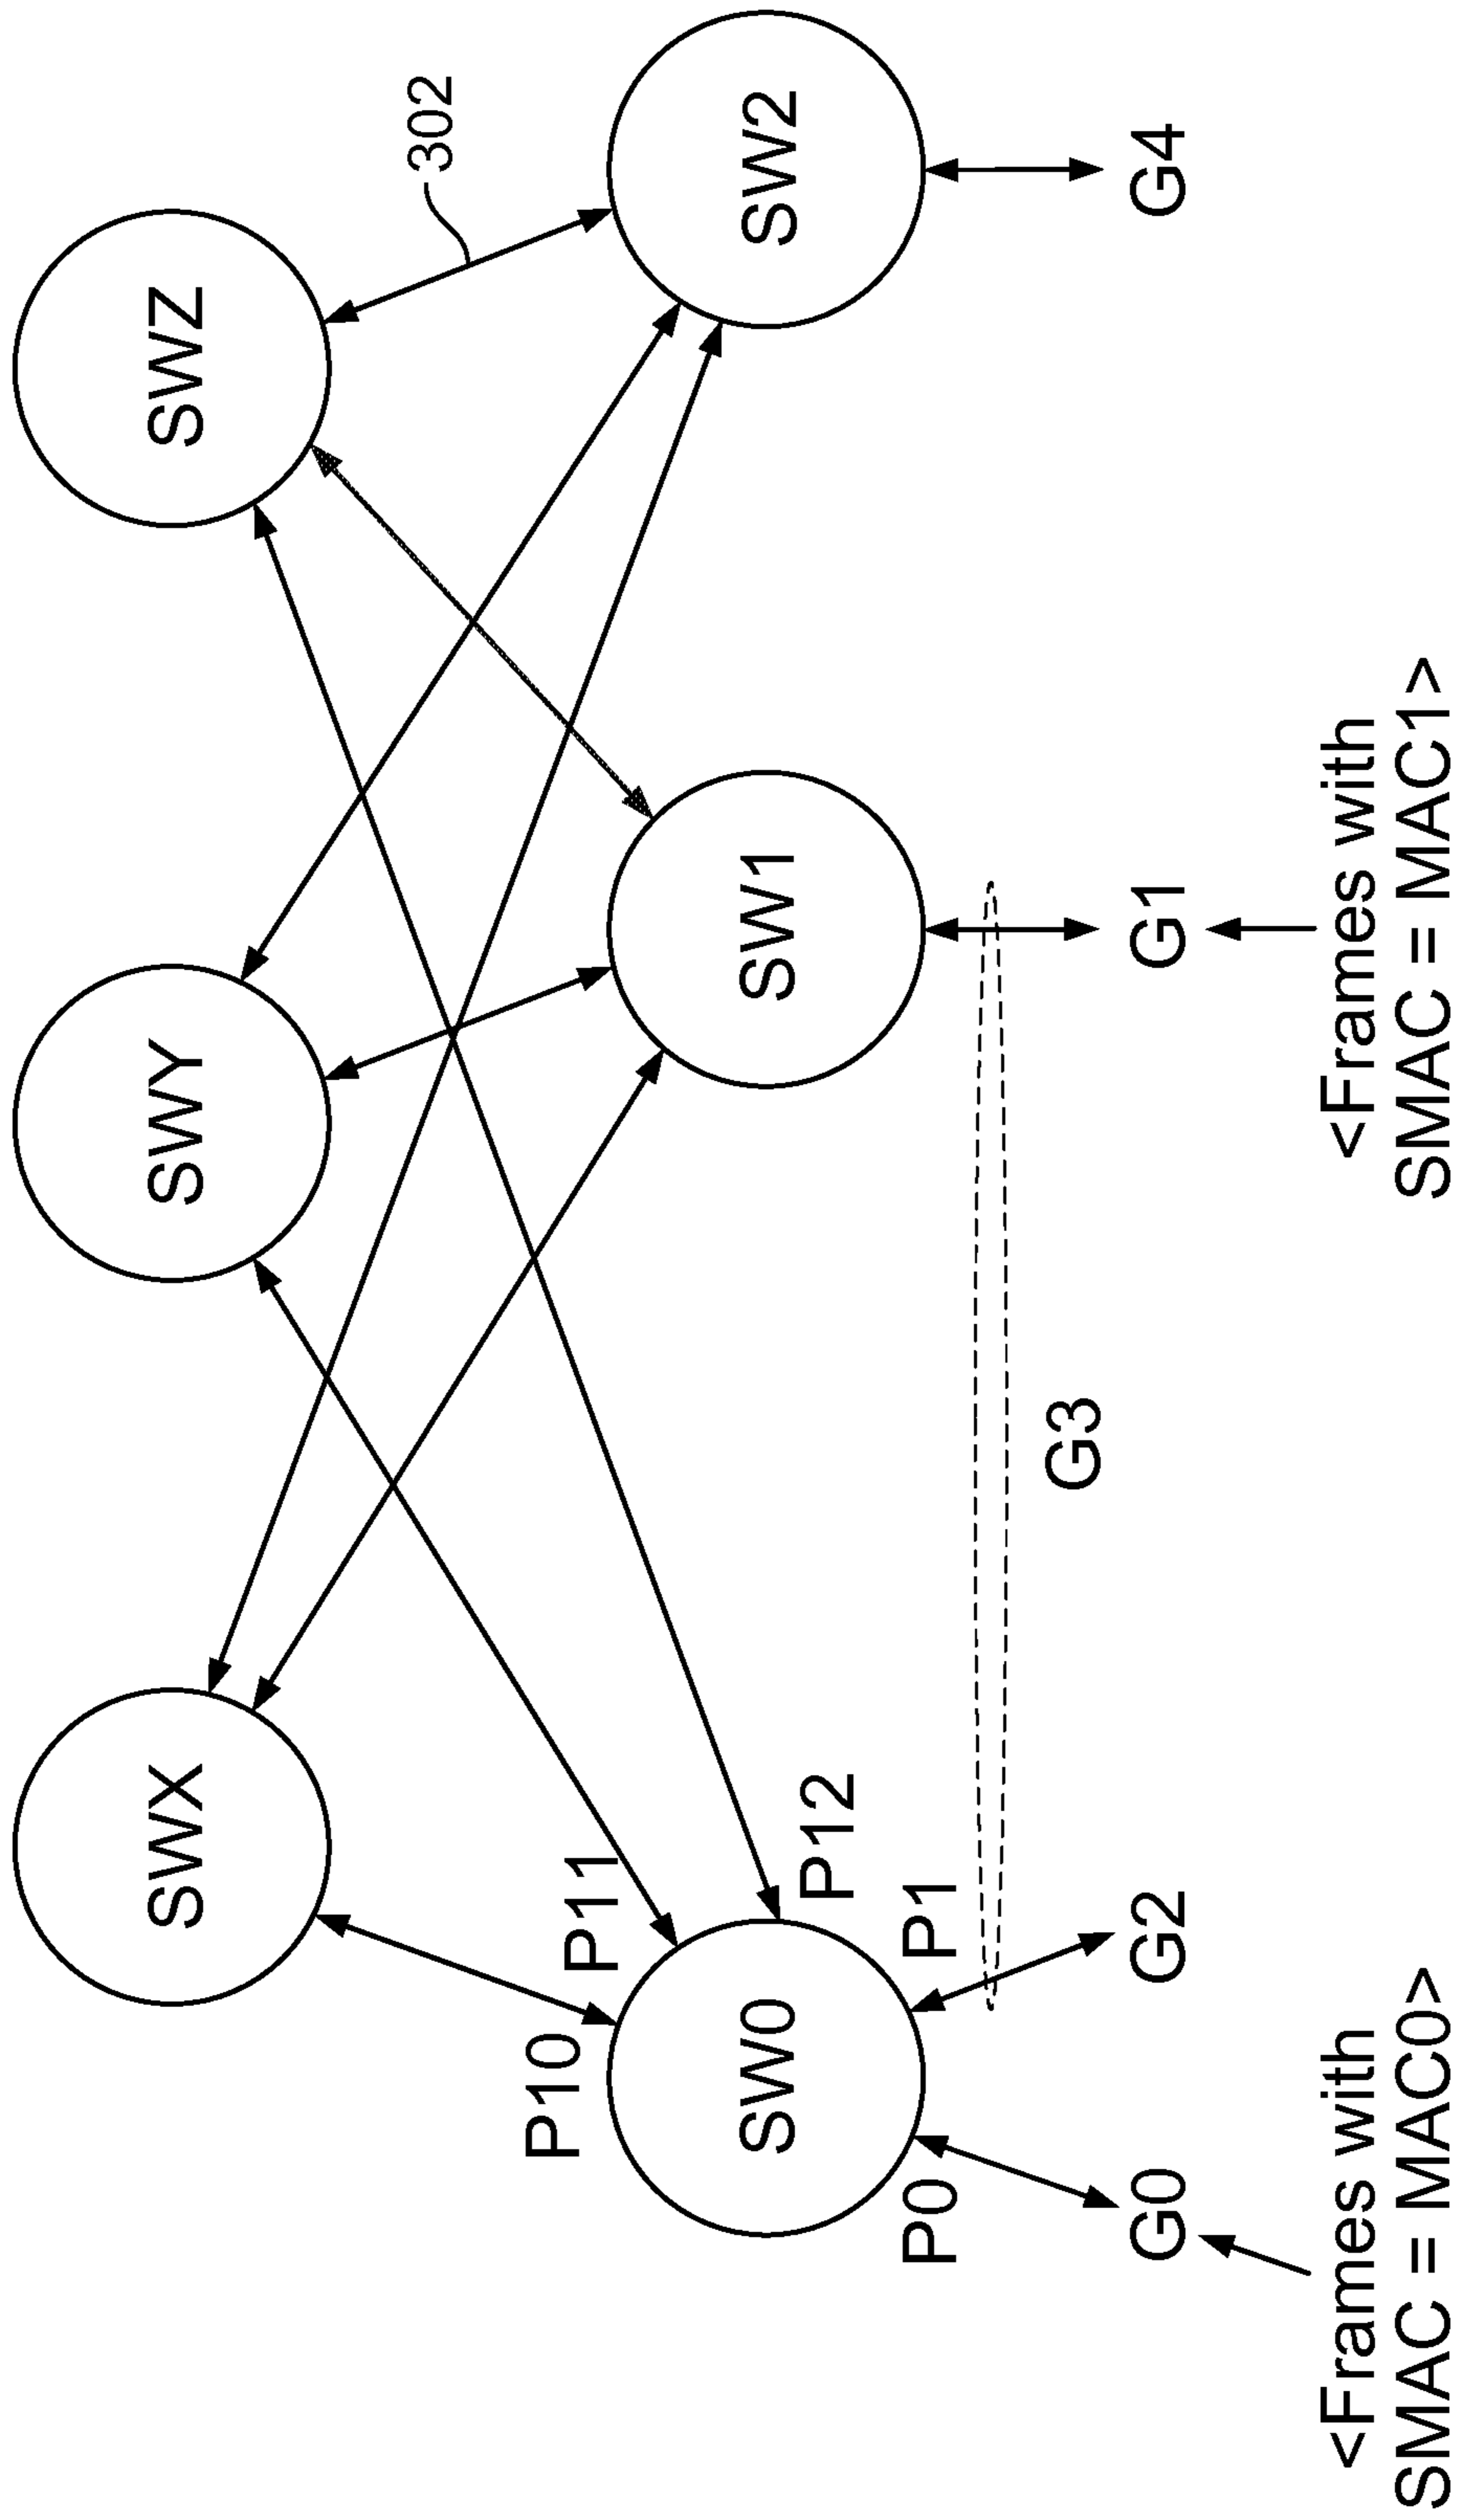 SWX
SWY
SWZ
302
P10
P11
SW0
P12
SW1
SW2
P0
P1
G3
G0
G2
G1
G4
<Frames with
SMAC = MAC0>
<Frames with
SMAC = MAC1>